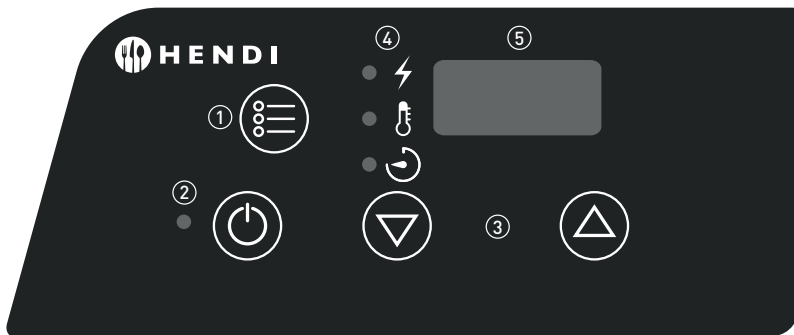 ④ ⑤
HENDI
①
②
③